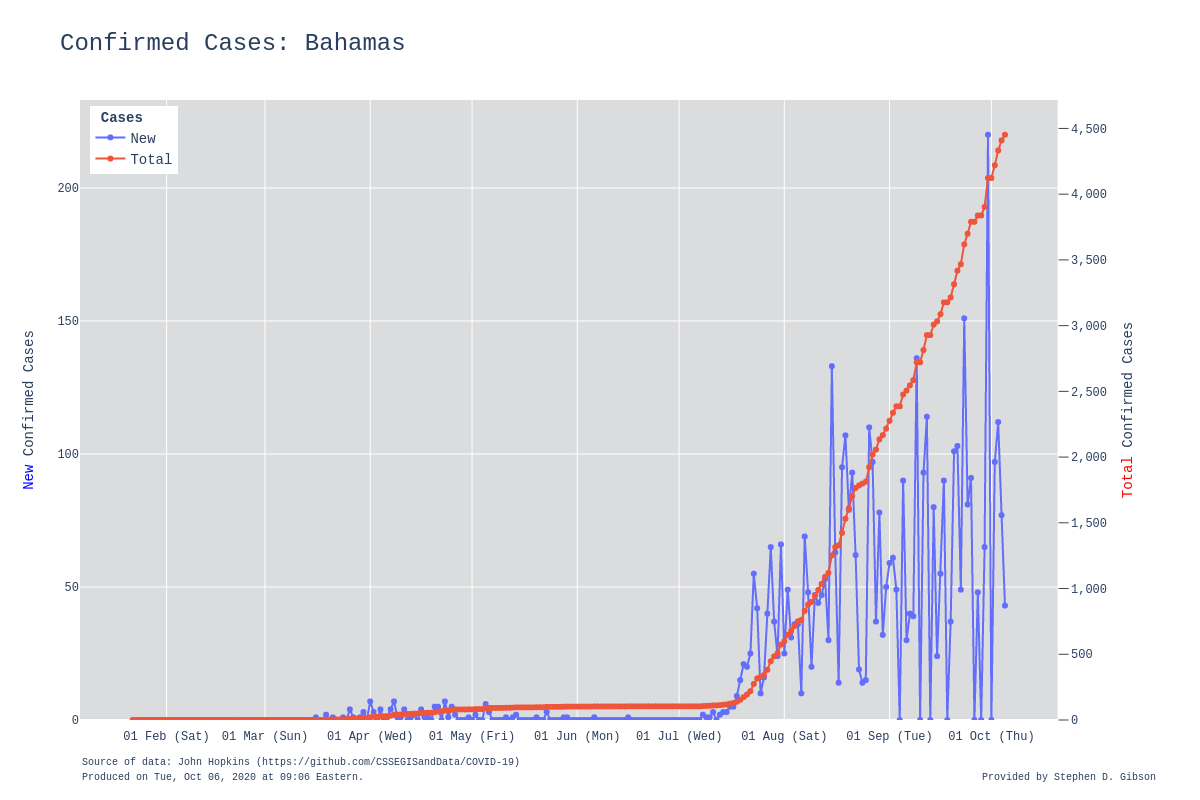 Confirmed Cases: Bahamas
Cases
New
Total
200
150
100
50
0
4,500
4,000
3,500
3,000
2,500
2,000
1,500
1,000
500
0
New Confirmed Cases
Total Confirmed Cases
01 Feb (Sat) 01 Mar (Sun) 01 Apr (Wed) 01 May (Fri) 01 Jun (Mon) 01 Jul (Wed) 01 Aug (Sat) 01 Sep (Tue) 01 Oct (Thu)
Source of data: John Hopkins (https://github.com/CSSEGISandData/COVID-19)
Produced on Tue, Oct 06, 2020 at 09:06 Eastern.
Provided by Stephen D. Gibson